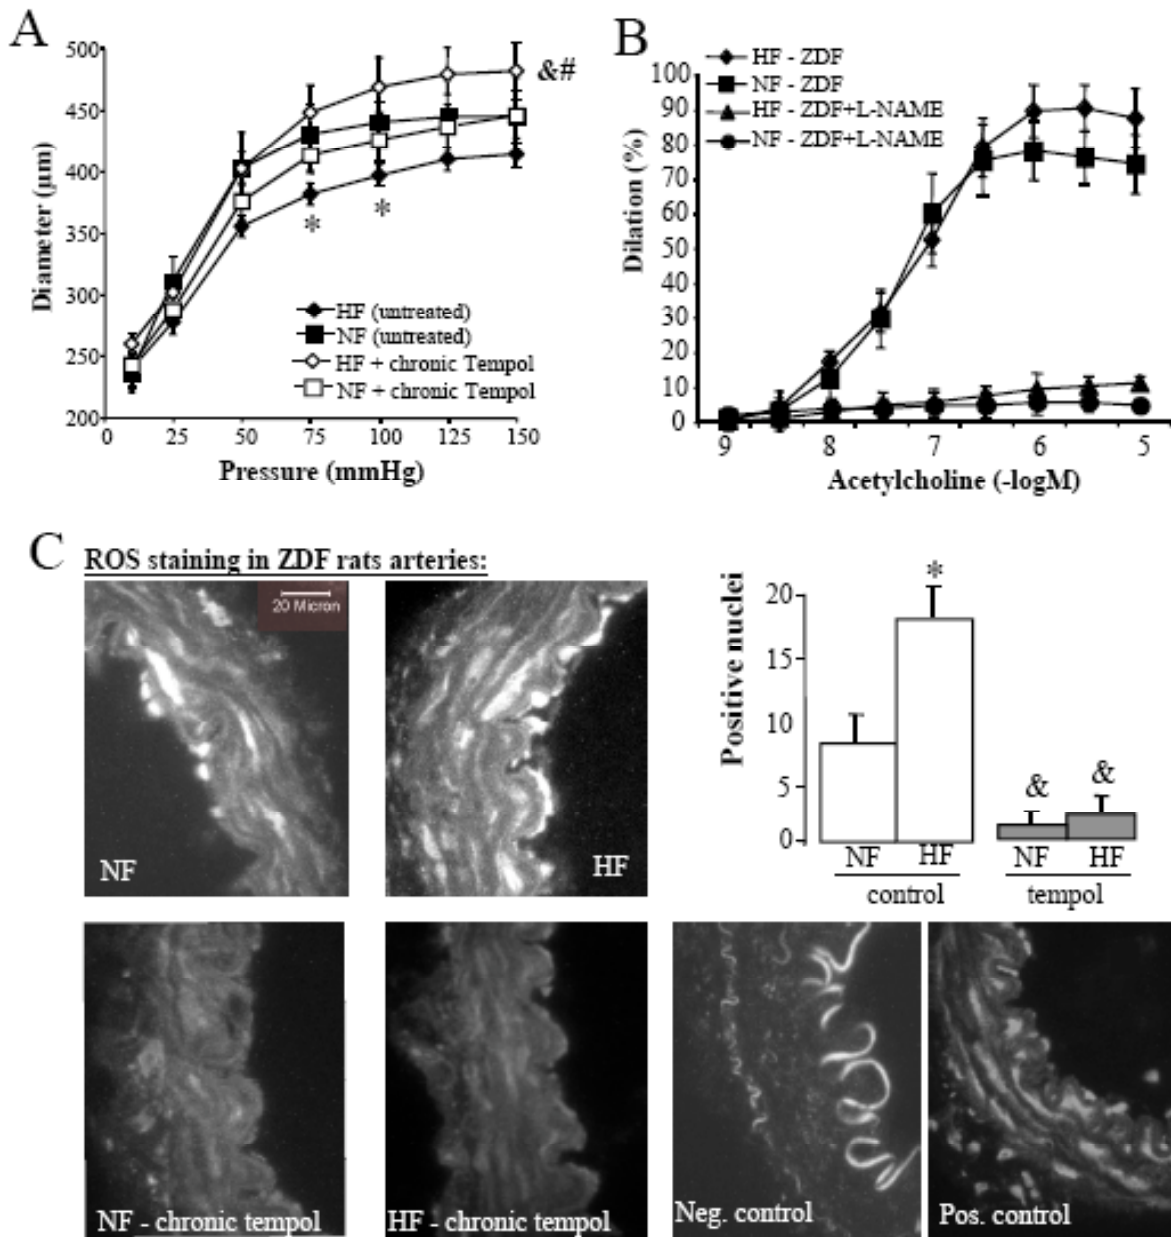 A
500
450
400
350
300
250
200
Diameter (µm)
&#
*
*
HF (untreated)
NF (untreated)
HF + chronic Tempol
NF + chronic Tempol
0 25 50 75 100 125 150
Pressure (mmHg)
B
HF - ZDF
NF - ZDF
HF - ZDF+L-NAME
NF - ZDF+L-NAME
100
90
80
70
60
50
40
30
20
10
0
Dilation (%)
9 8 7 6 5
Acetylcholine (-logM)
C
ROS staining in ZDF rats arteries:
20 Micron
NF
HF
Positive nuclei
20
15
10
5
0
*
& &
NF HF NF HF
control tempol
NF - chronic tempol
HF - chronic tempol
Neg. control
Pos. control